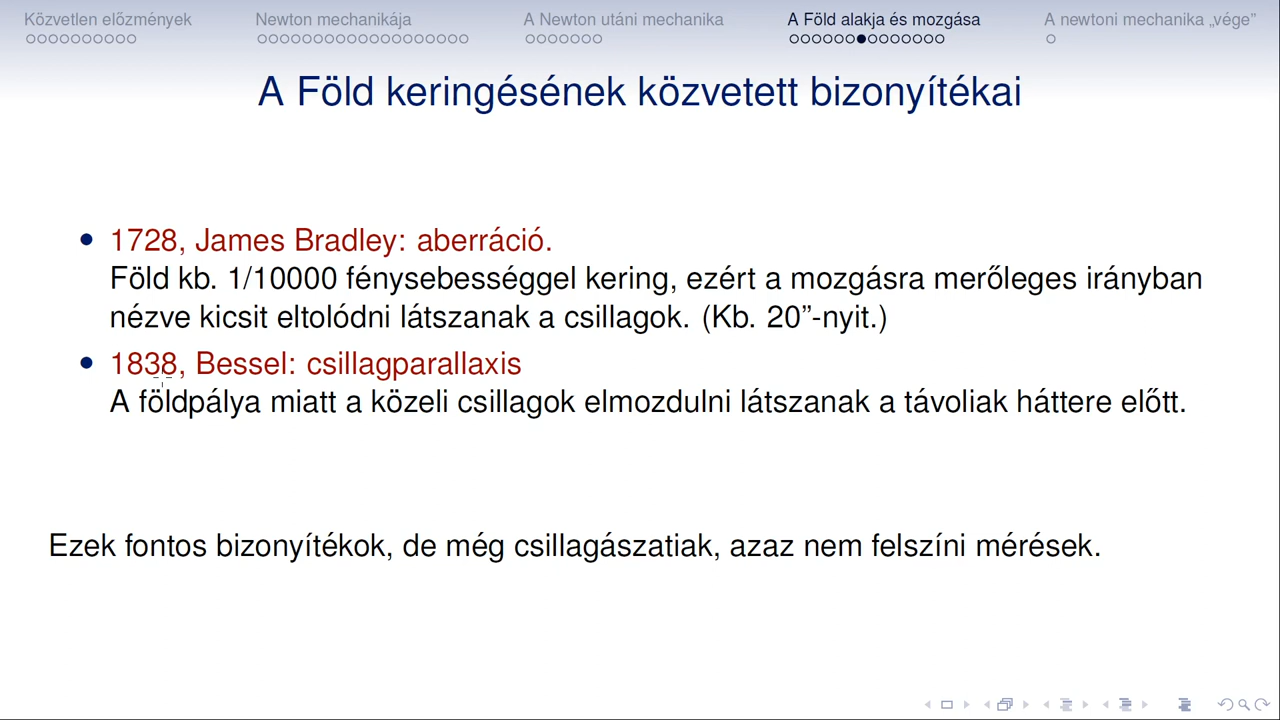 Közvetlen előzmények
Newton mechanikája
A Newton utáni mechanika
A Föld alakja és mozgása
A newtoni mechanika „vége”
A Föld keringésének közvetett bizonyítékai
• 1728, James Bradley: aberráció.
Föld kb. 1/10000 fénysebességgel kering, ezért a mozgásra merőleges irányban
nézve kicsit eltolódni látszanak a csillagok. (Kb. 20”-nyit.)
• 1838, Bessel: csillagparallaxis
A földpálya miatt a közeli csillagok elmozdulni látszanak a távoliak háttere előtt.
Ezek fontos bizonyítékok, de még csillagászatiak, azaz nem felszíni mérések.